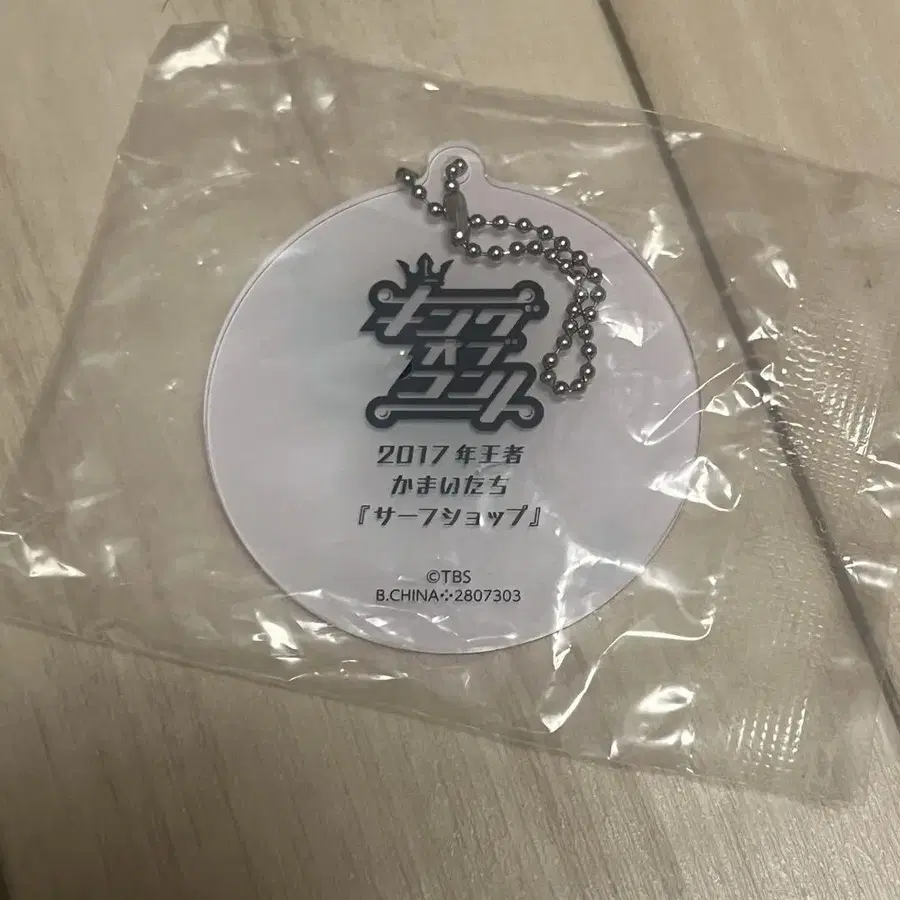 キング
オブ
コント
2017年王者
かまいたち
『サーフショップ』
©TBS
B.CHINA⁘2807303